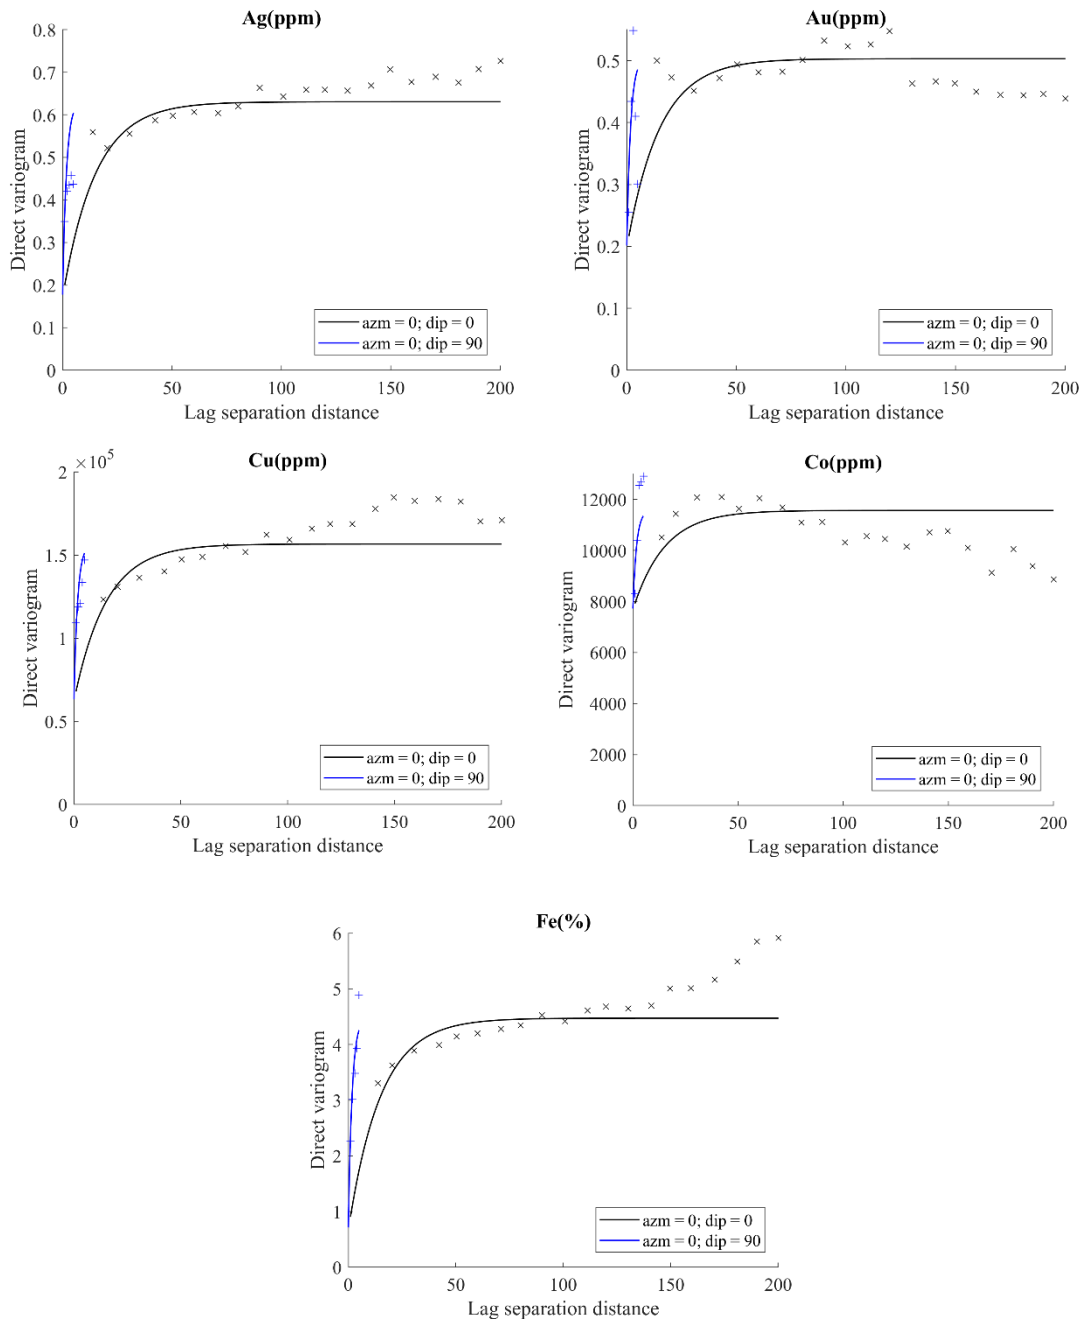 Ag(ppm)
0.8
0.7
0.6
0.5
0.4
0.3
0.2
0.1
0
Direct variogram
azm = 0; dip = 0
azm = 0; dip = 90
0 50 100 150 200
Lag separation distance
Au(ppm)
0.5
0.4
0.3
0.2
0.1
0
Direct variogram
azm = 0; dip = 0
azm = 0; dip = 90
0 50 100 150 200
Lag separation distance
Cu(ppm)
×10^5
2
1.5
1
0.5
0
Direct variogram
azm = 0; dip = 0
azm = 0; dip = 90
0 50 100 150 200
Lag separation distance
Co(ppm)
12000
10000
8000
6000
4000
2000
0
Direct variogram
azm = 0; dip = 0
azm = 0; dip = 90
0 50 100 150 200
Lag separation distance
Fe(%)
6
5
4
3
2
1
0
Direct variogram
azm = 0; dip = 0
azm = 0; dip = 90
0 50 100 150 200
Lag separation distance